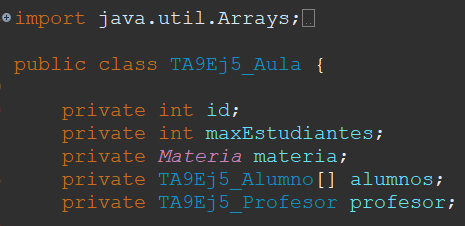 import java.util.Arrays;
public class TA9Ej5_Aula {
private int id;
private int maxEstudiantes;
private Materia materia;
private TA9Ej5_Alumno[] alumnos;
private TA9Ej5_Profesor profesor;